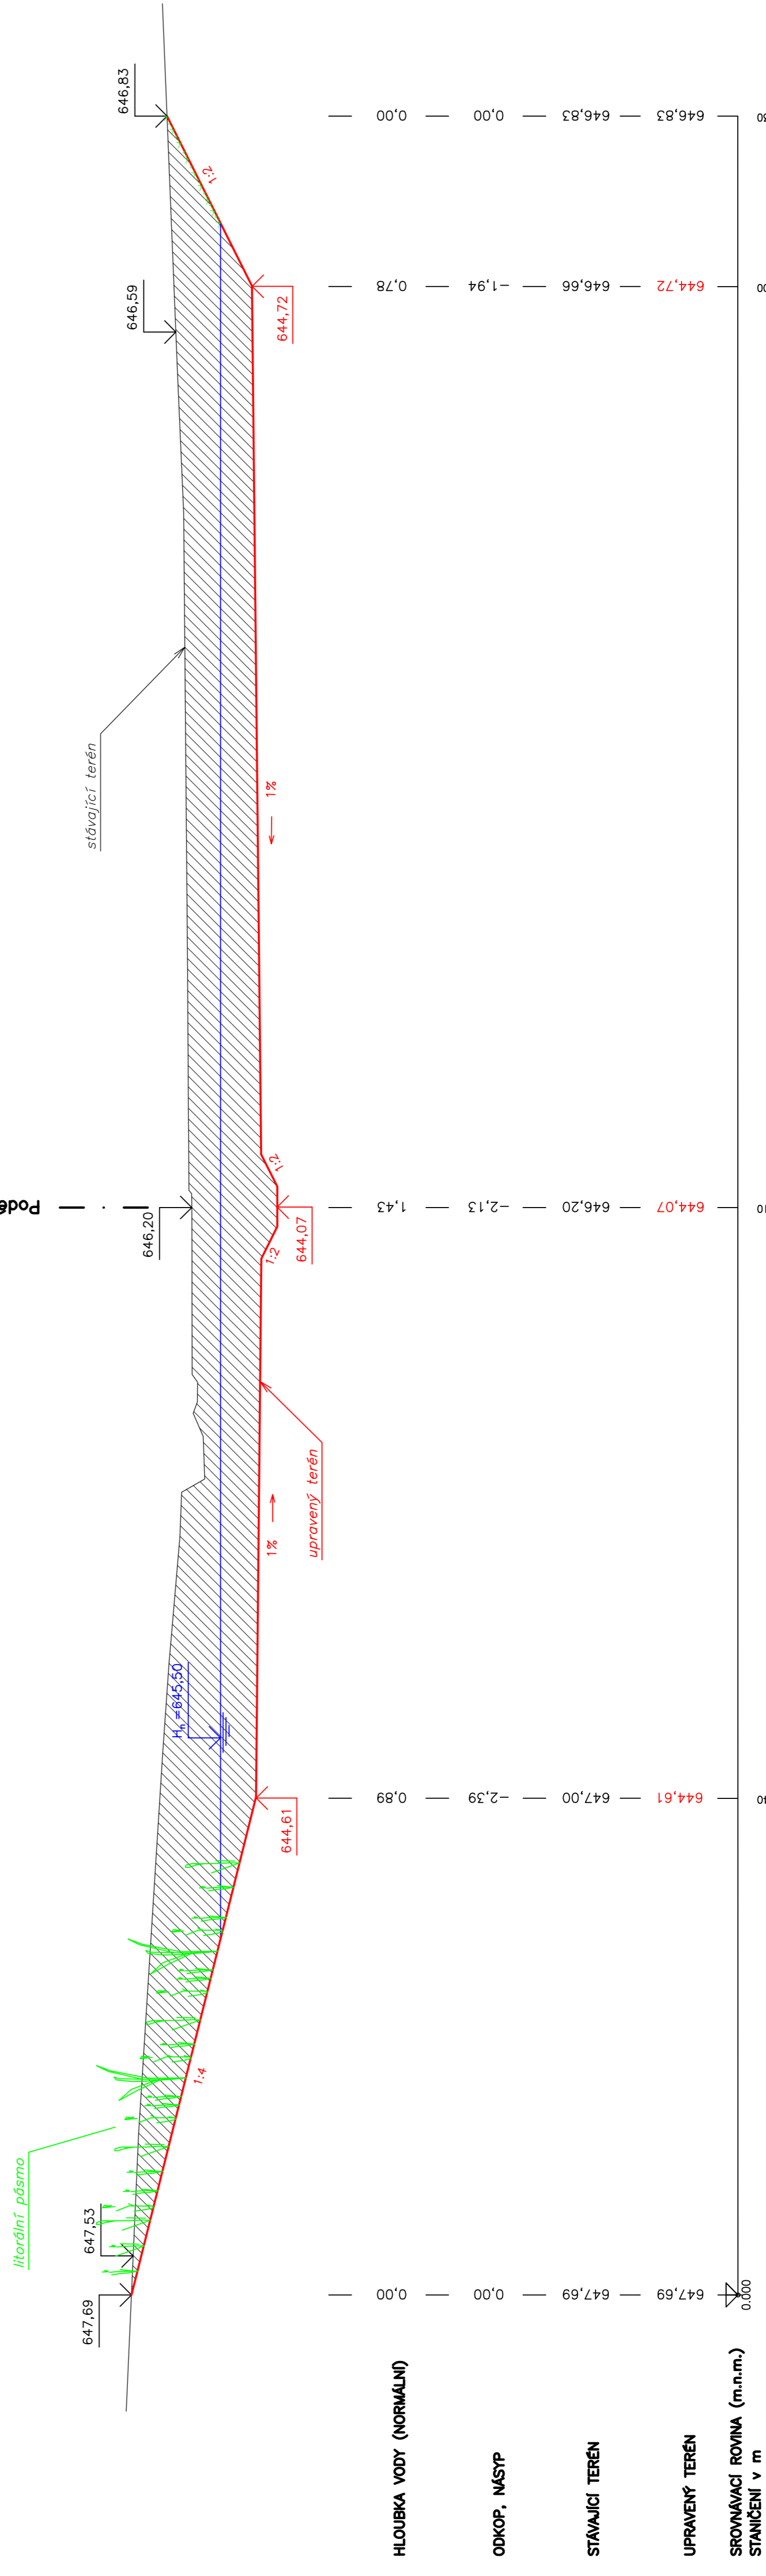 litorální pásmo
647,69
647,53
Hn=645,50
646,20
stávající terén
646,59
646,83
1:4
644,61
1%
upravený terén
1:2
644,07
1:2
1%
644,72
1:2
HLOUBKA VODY (NORMÁLNÍ) 0,00 0,89 1,43 0,78 0,00
ODKOP, NÁSYP 0,00 -2,39 -2,13 -1,94 0,00
STÁVAJÍCÍ TERÉN 647,69 647,00 646,20 646,66 646,83
UPRAVENÝ TERÉN 647,69 644,61 644,07 644,72 646,83
SROVNÁVACÍ ROVINA (m.n.m.)
STANIČENÍ v m 0.000